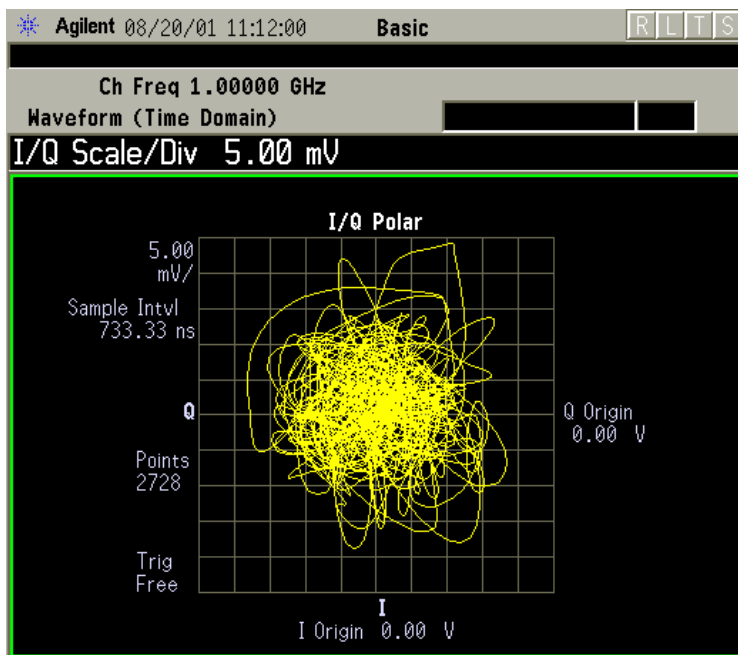 Agilent 08/20/01 11:12:00 Basic R L T S
Ch Freq 1.00000 GHz
Waveform (Time Domain)
I/Q Scale/Div 5.00 mV
I/Q Polar
5.00
mV/
Sample Intvl
733.33 ns
Q
Q Origin
0.00 V
Points
2728
Trig
Free
I
I Origin 0.00 V